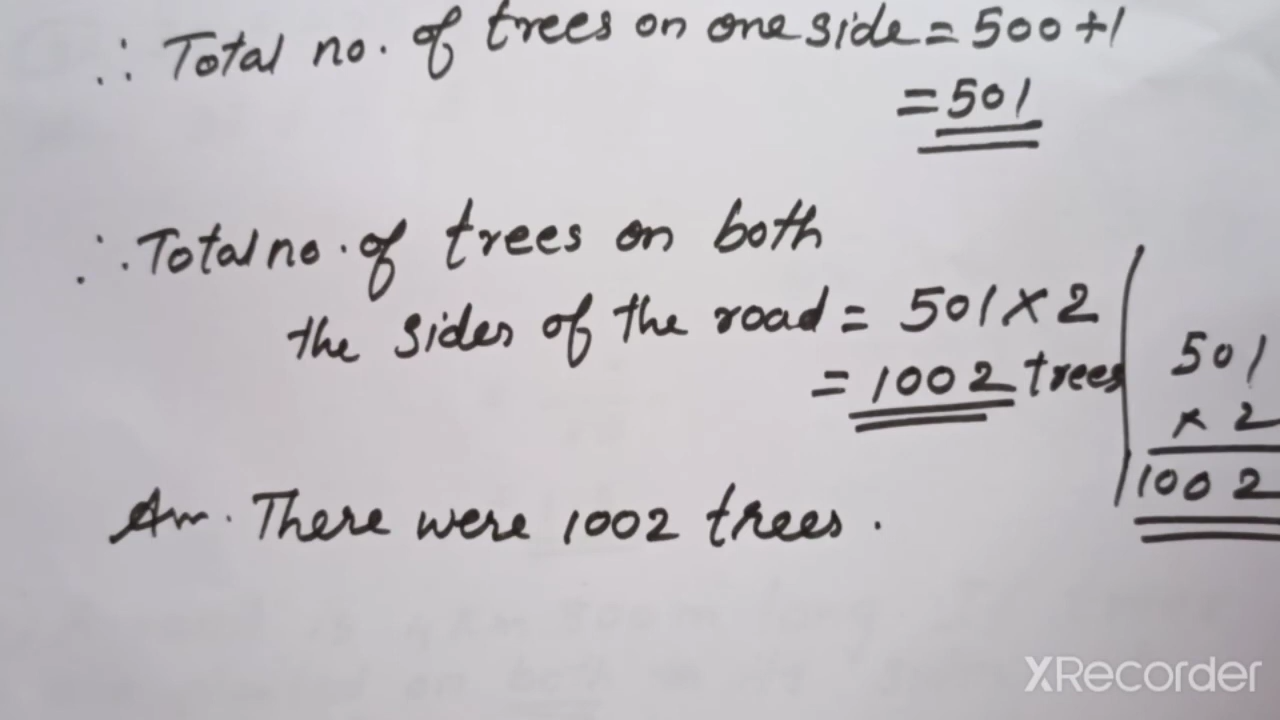 ∴ Total no. of trees on one side = 500 + 1
= 501
∴ Total no. of trees on both
the sides of the road = 501 × 2
= 1002 trees
501
× 2
1002
Ans. There were 1002 trees.
XRecorder